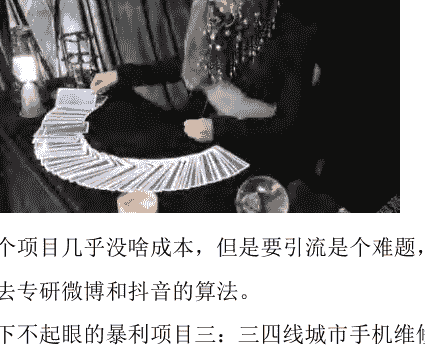 个项目几乎没啥成本，但是要引流是个难题，
去专研微博和抖音的算法。
下不起眼的暴利项目三：三四线城市手机维修